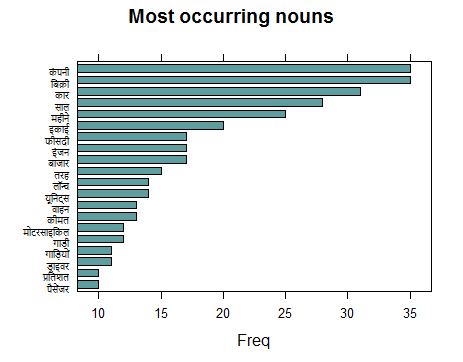 Most occurring nouns
कंपनी
बिक्री
कार
साल
महीने
इकाई
फीसदी
इंजन
बाजार
तरह
लॉन्च
यूनिट्स
वाहन
कीमत
मोटरसाइकिल
गाड़ी
गाड़ियों
ड्राइवर
प्रतिशत
पैसेंजर
10 15 20 25 30 35
Freq